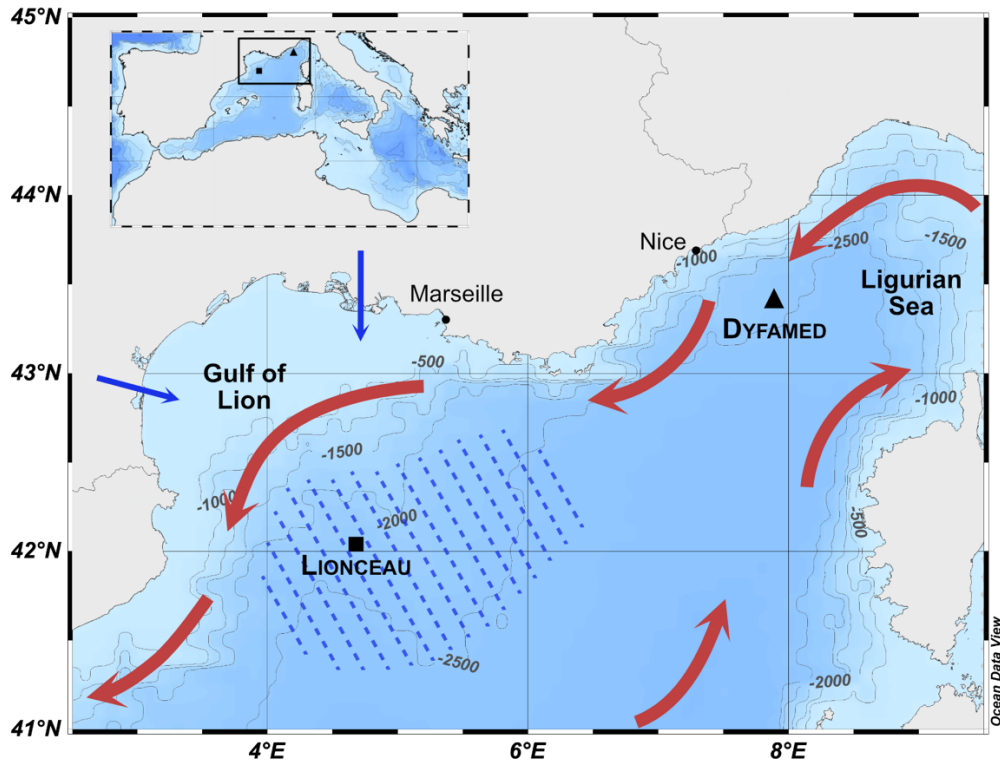 45°N
44°N
43°N
42°N
41°N
4°E
6°E
8°E
Nice
-1000
-2500
-1500
Ligurian
Sea
DYFAMED
Marseille
-500
Gulf of
Lion
-1000
-1500
-1000
-2000
-500
LIONCEAU
-2500
-2000
Ocean Data View